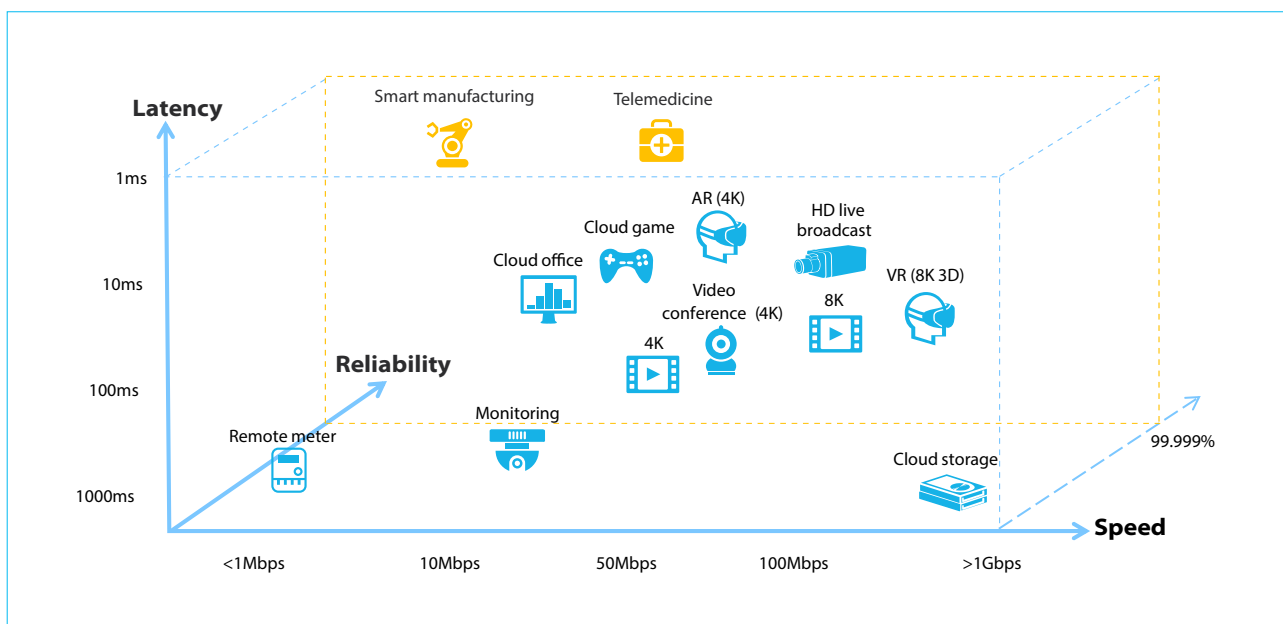 Latency
Smart manufacturing
Telemedicine
1ms
AR (4K)
HD live
broadcast
Cloud game
Cloud office
VR (8K 3D)
10ms
Video
conference (4K)
8K
4K
Reliability
100ms
Monitoring
Remote meter
99.999%
Cloud storage
1000ms
Speed
<1Mbps
10Mbps
50Mbps
100Mbps
>1Gbps